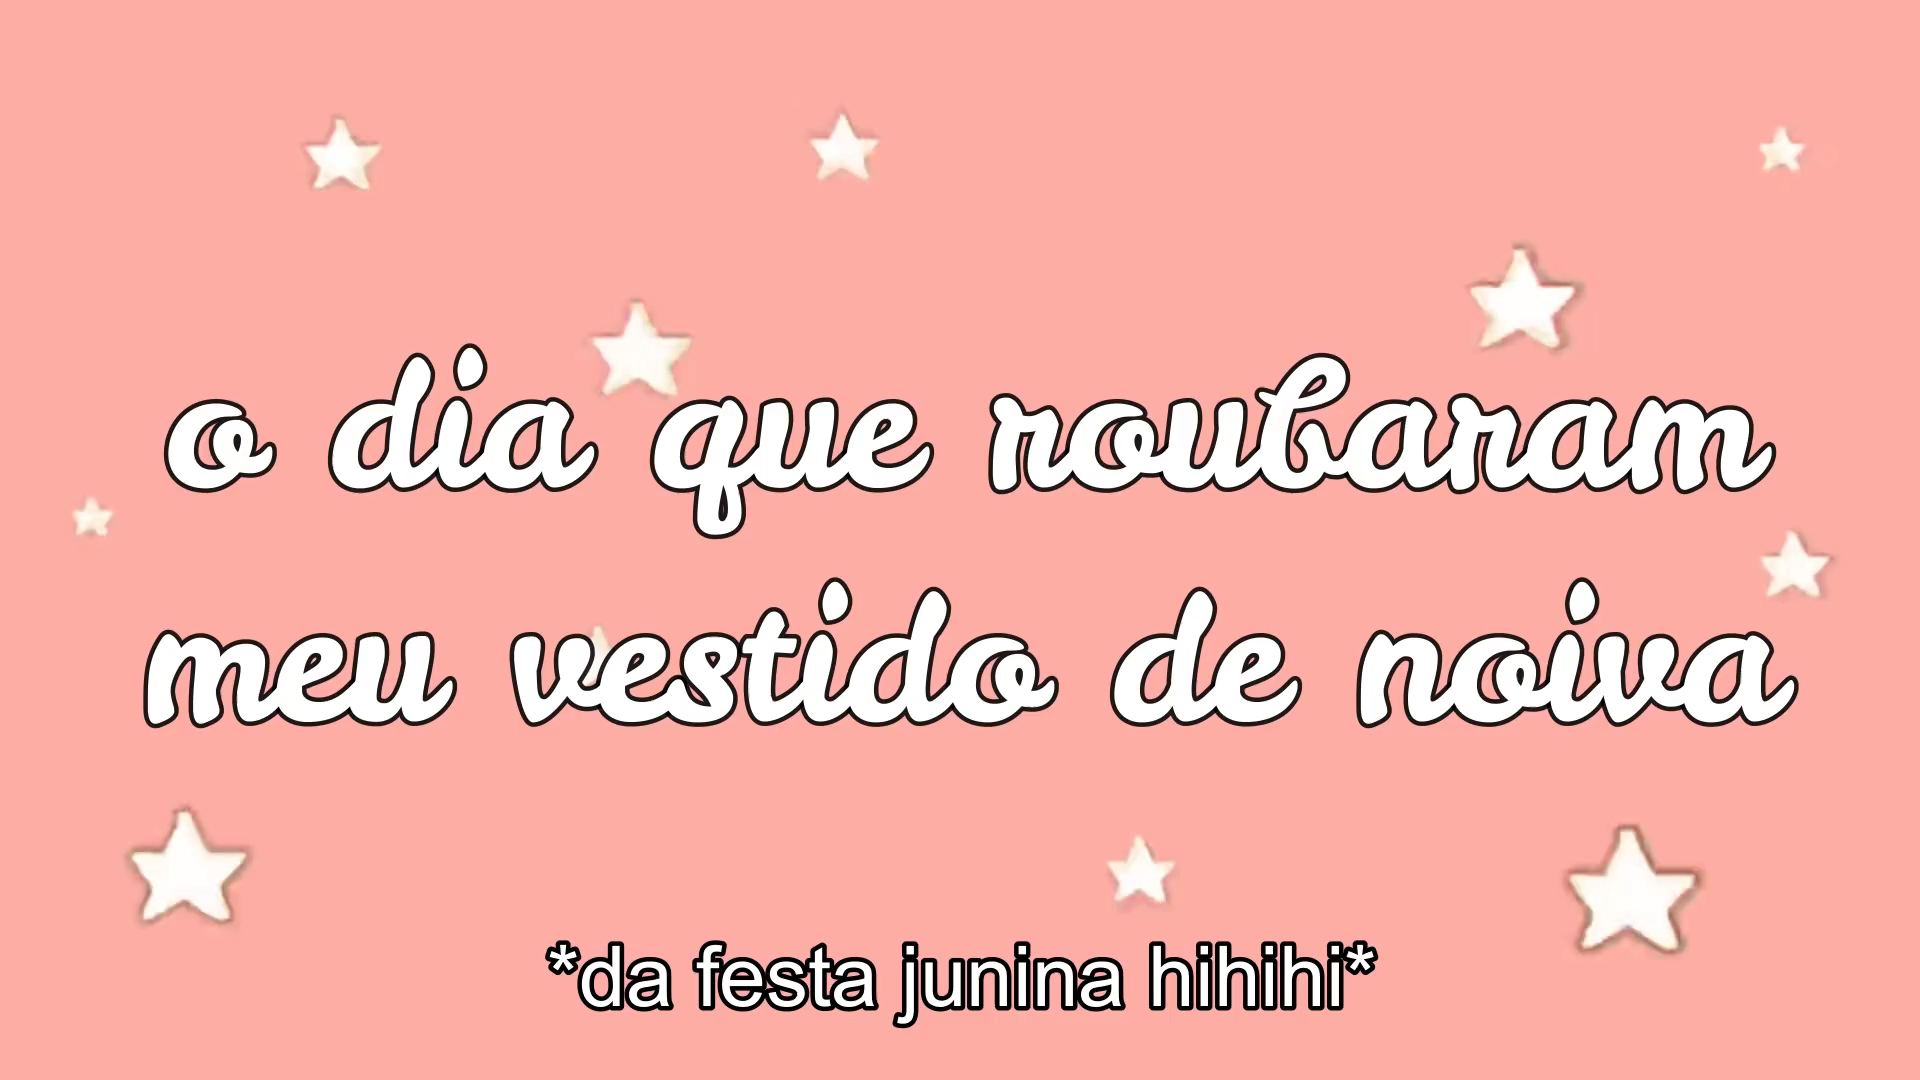 o dia que roubaram
meu vestido de noiva
*da festa junina hihihi*